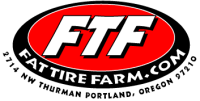 FTF
FATTIREFARM.COM
2714 NW THURMAN PORTLAND, OREGON 97210